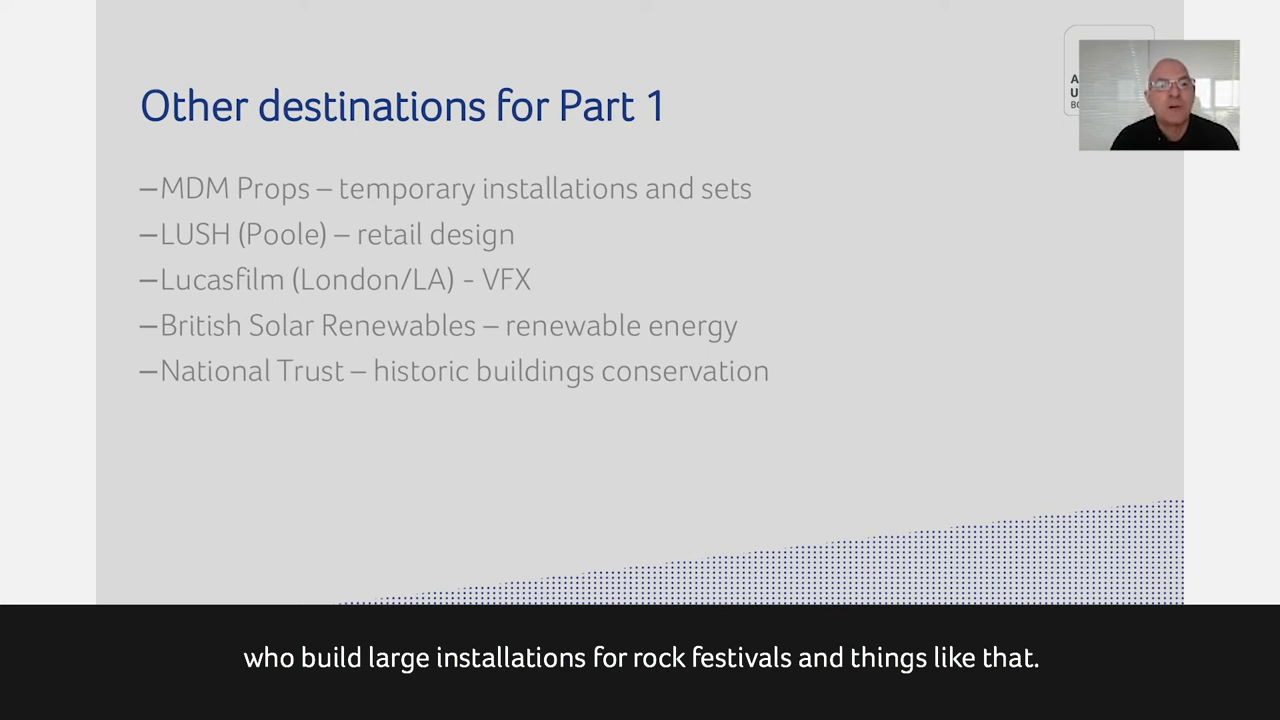 Other destinations for Part 1
A
U
BO
–MDM Props – temporary installations and sets
–LUSH (Poole) – retail design
–Lucasfilm (London/LA) - VFX
–British Solar Renewables – renewable energy
–National Trust – historic buildings conservation
who build large installations for rock festivals and things like that.